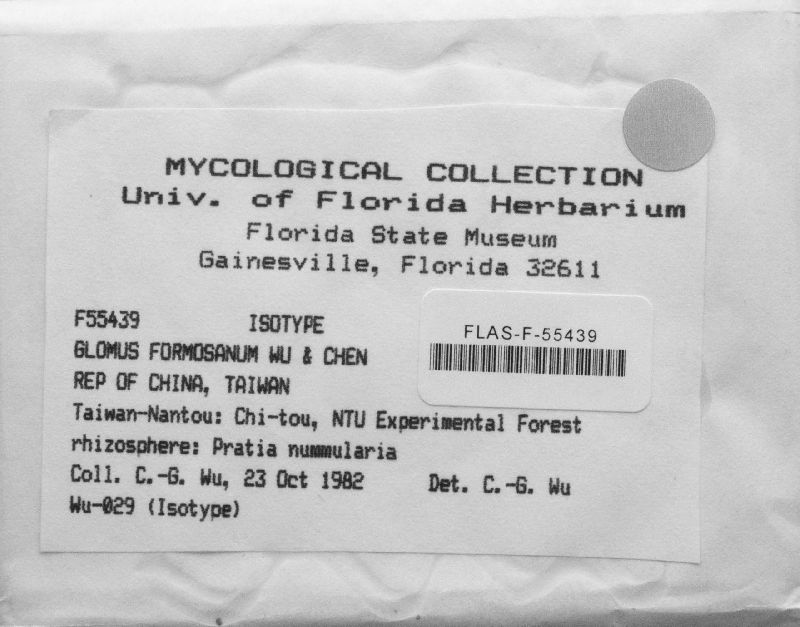 MYCOLOGICAL COLLECTION
Univ. of Florida Herbarium
Florida State Museum
Gainesville, Florida 32611
F55439 ISOTYPE
FLAS-F-55439
GLOMUS FORMOSANUM WU & CHEN
REP OF CHINA, TAIWAN
Taiwan-Nantou: Chi-tou, NTU Experimental Forest
rhizosphere: Pratia nummularia
Coll. C.-G. Wu, 23 Oct 1982 Det. C.-G. Wu
Wu-029 (Isotype)